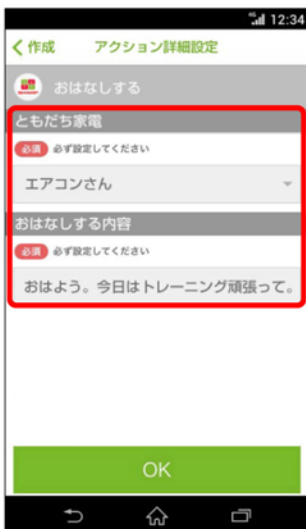 4G 12:34
作成 アクション詳細設定
おはなしする
ともだち家電
必須 必ず設定してください
エアコンさん
おはなしする内容
必須 必ず設定してください
おはよう。今日はトレーニング頑張って。
OK